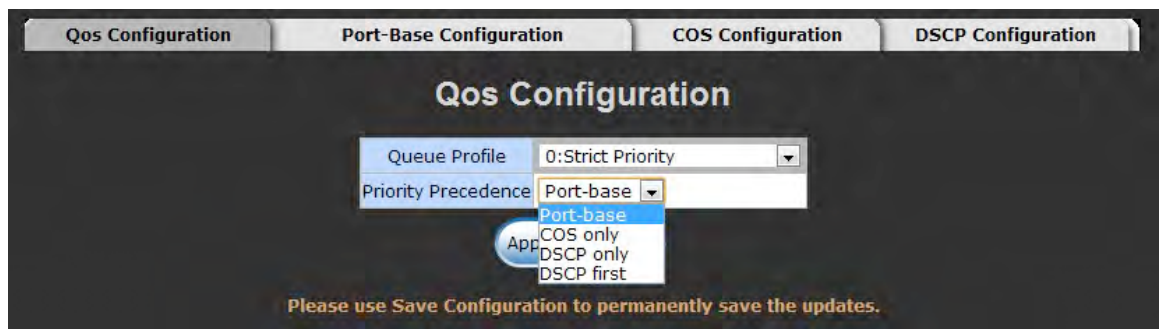 Qos Configuration Port-Base Configuration COS Configuration DSCP Configuration
Qos Configuration
Queue Profile 0:Strict Priority
Priority Precedence Port-base
Port-base
COS only
DSCP only
DSCP first
Please use Save Configuration to permanently save the updates.